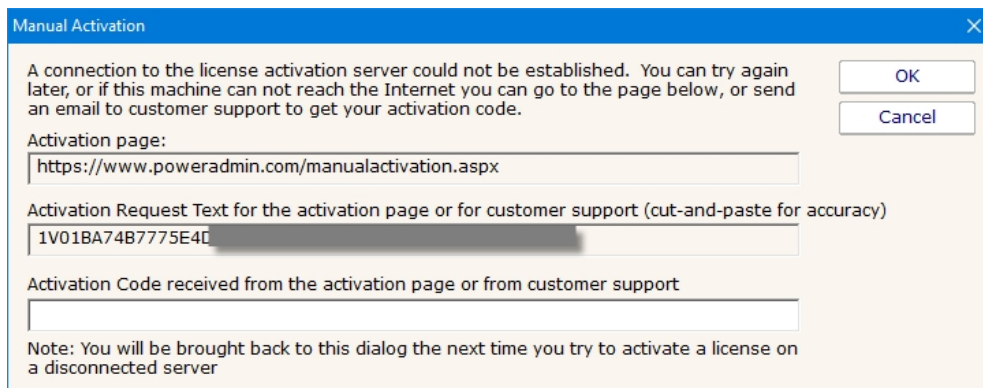 Manual Activation
A connection to the license activation server could not be established.  You can try again
later, or if this machine can not reach the Internet you can go to the page below, or send
an email to customer support to get your activation code.
OK
Cancel
Activation page:
https://www.poweradmin.com/manualactivation.aspx
Activation Request Text for the activation page or for customer support (cut-and-paste for accuracy)
1V01BA74B7775E4D
Activation Code received from the activation page or from customer support
Note: You will be brought back to this dialog the next time you try to activate a license on
a disconnected server